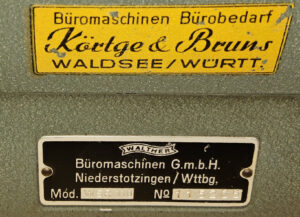 Büromaschinen Bürobedarf
Körtge & Bruns
WALDSEE/WÜRTT.
WALTHER
Büromaschinen G.m.b.H.
Niederstotzingen/Wttbg.
Mod. No